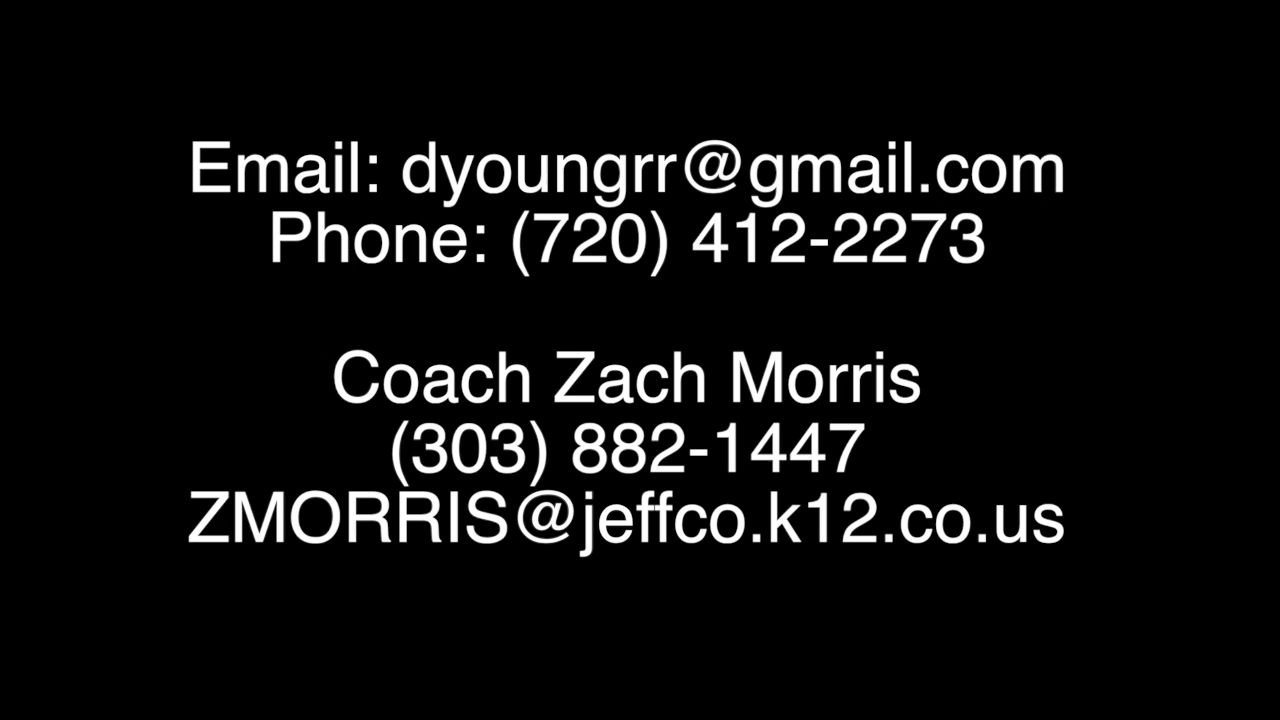 Email: dyoungrr@gmail.com
Phone: (720) 412-2273
Coach Zach Morris
(303) 882-1447
ZMORRIS@jeffco.k12.co.us